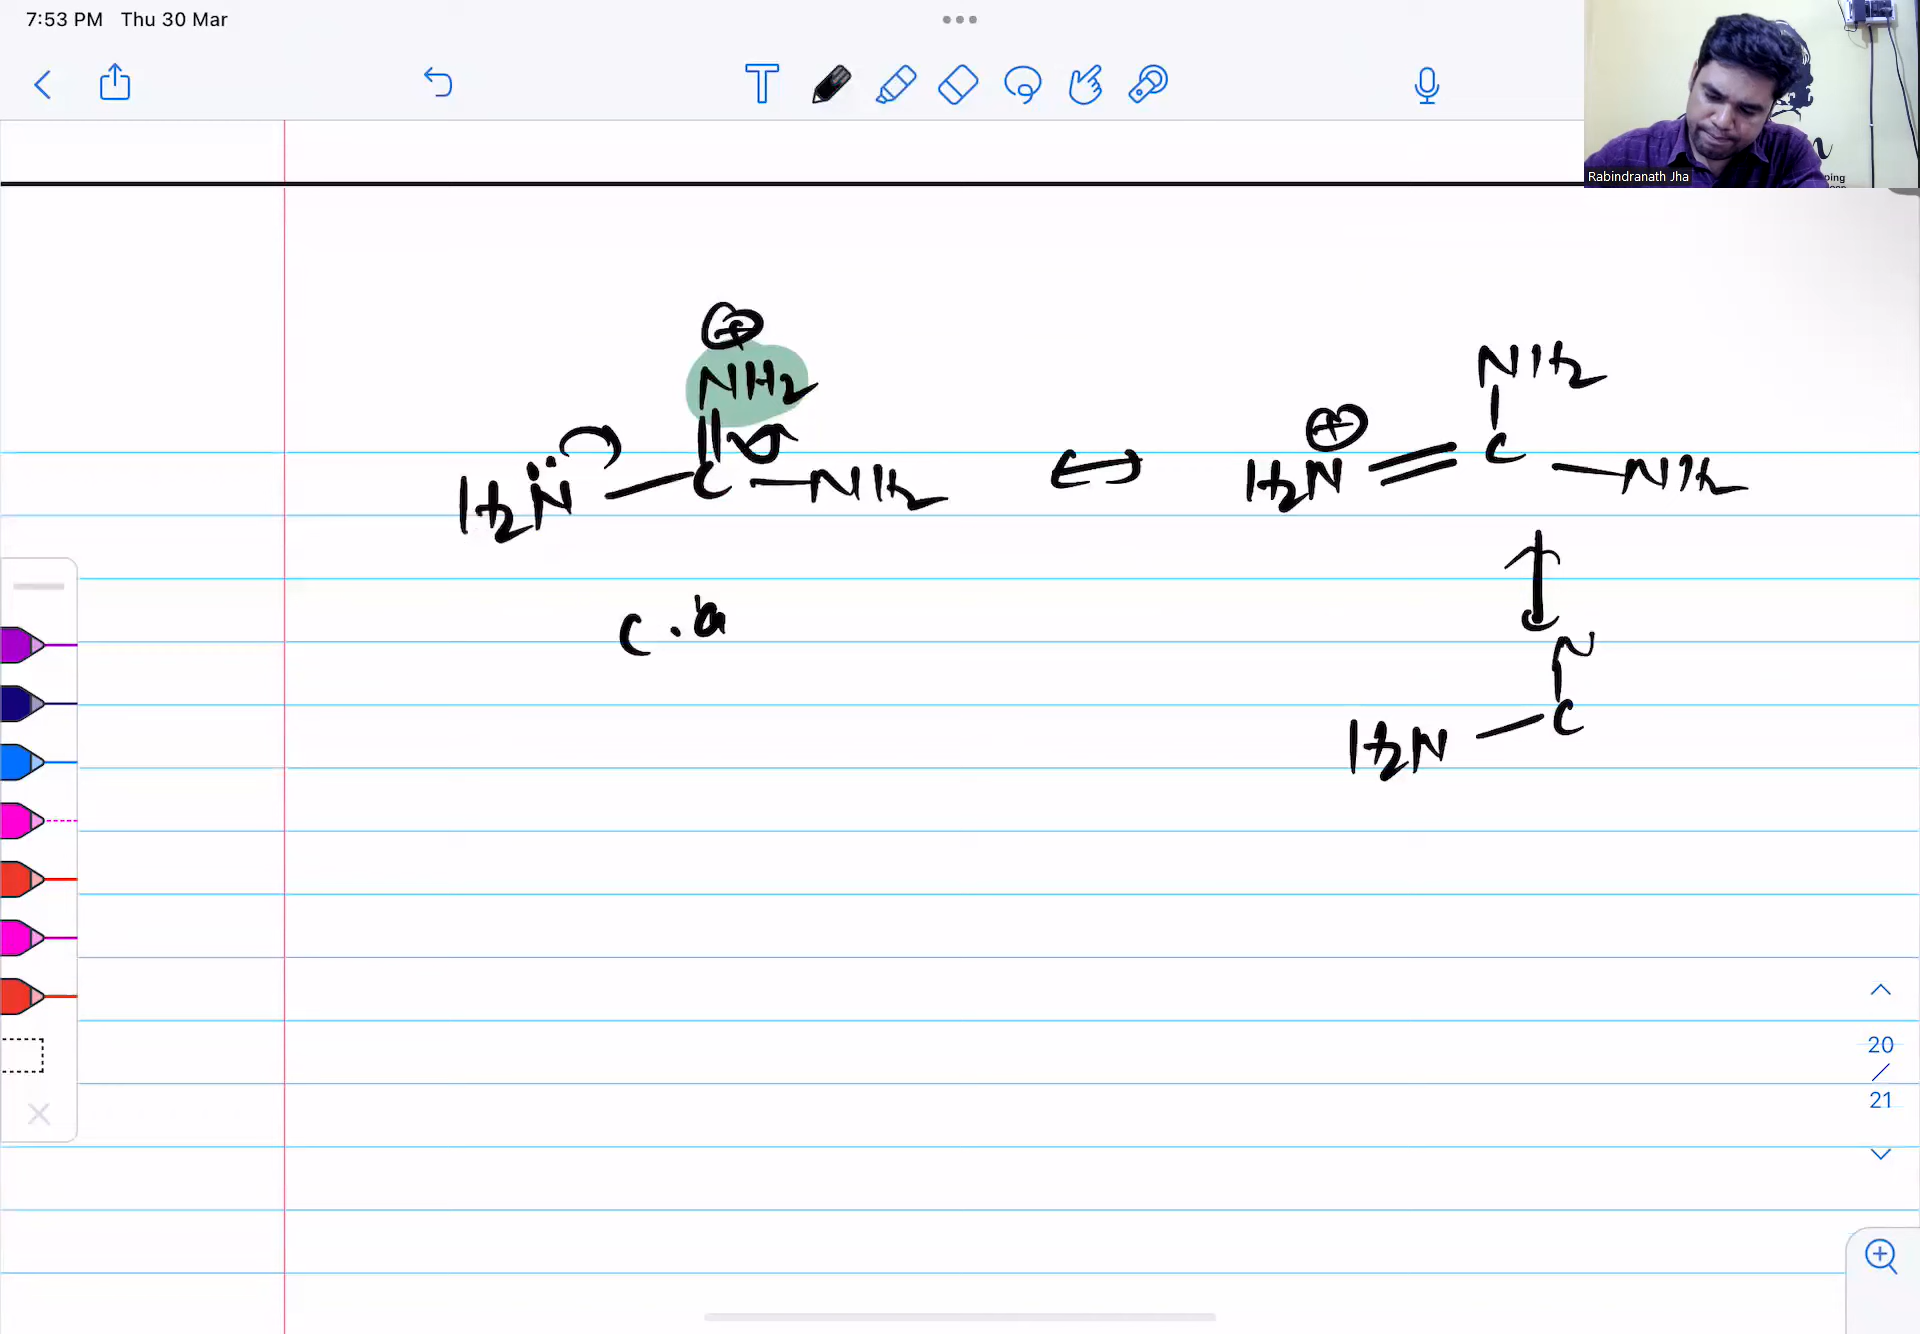 7:53 PM Thu 30 Mar
Rabindranath Jha
⊕
NH2
H2N̈ — C — NH2
↔
NH2
⊕
H2N = C — NH2
↕
N
H2N — C
C.a
20
/
21